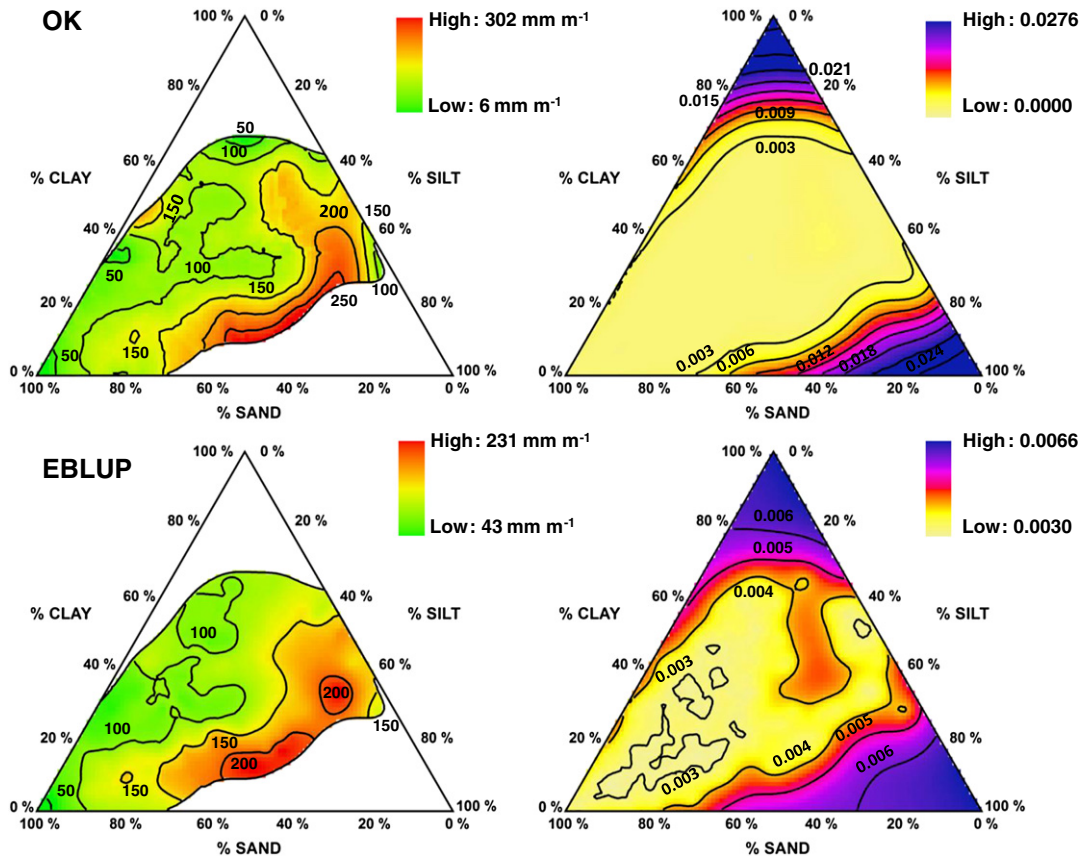 OK
100 % 0 %
High : 302 mm m-1
Low : 6 mm m-1
80 % 20 %
50
100
60 % 40 %
% CLAY % SILT
150
200
150
40 % 60 %
50
100
150
250
100
20 % 80 %
50
150
0 % 100 %
100 % 80 % 60 % 40 % 20 % 0 %
% SAND
100 % 0 %
High : 0.0276
Low : 0.0000
0.021
80 % 20 %
0.015
0.009
0.003
60 % 40 %
% CLAY % SILT
40 % 60 %
20 % 80 %
0.003
0.006
0.012
0.018
0.024
0 % 100 %
100 % 80 % 60 % 40 % 20 % 0 %
% SAND
EBLUP
100 % 0 %
High : 231 mm m-1
Low : 43 mm m-1
80 % 20 %
60 % 40 %
% CLAY % SILT
100
40 % 60 %
200
100
150
150
20 % 80 %
200
50
150
0 % 100 %
100 % 80 % 60 % 40 % 20 % 0 %
% SAND
100 % 0 %
High : 0.0066
Low : 0.0030
0.006
80 % 20 %
0.005
0.004
60 % 40 %
% CLAY % SILT
0.003
40 % 60 %
0.005
20 % 80 %
0.004
0.006
0.003
0 % 100 %
100 % 80 % 60 % 40 % 20 % 0 %
% SAND